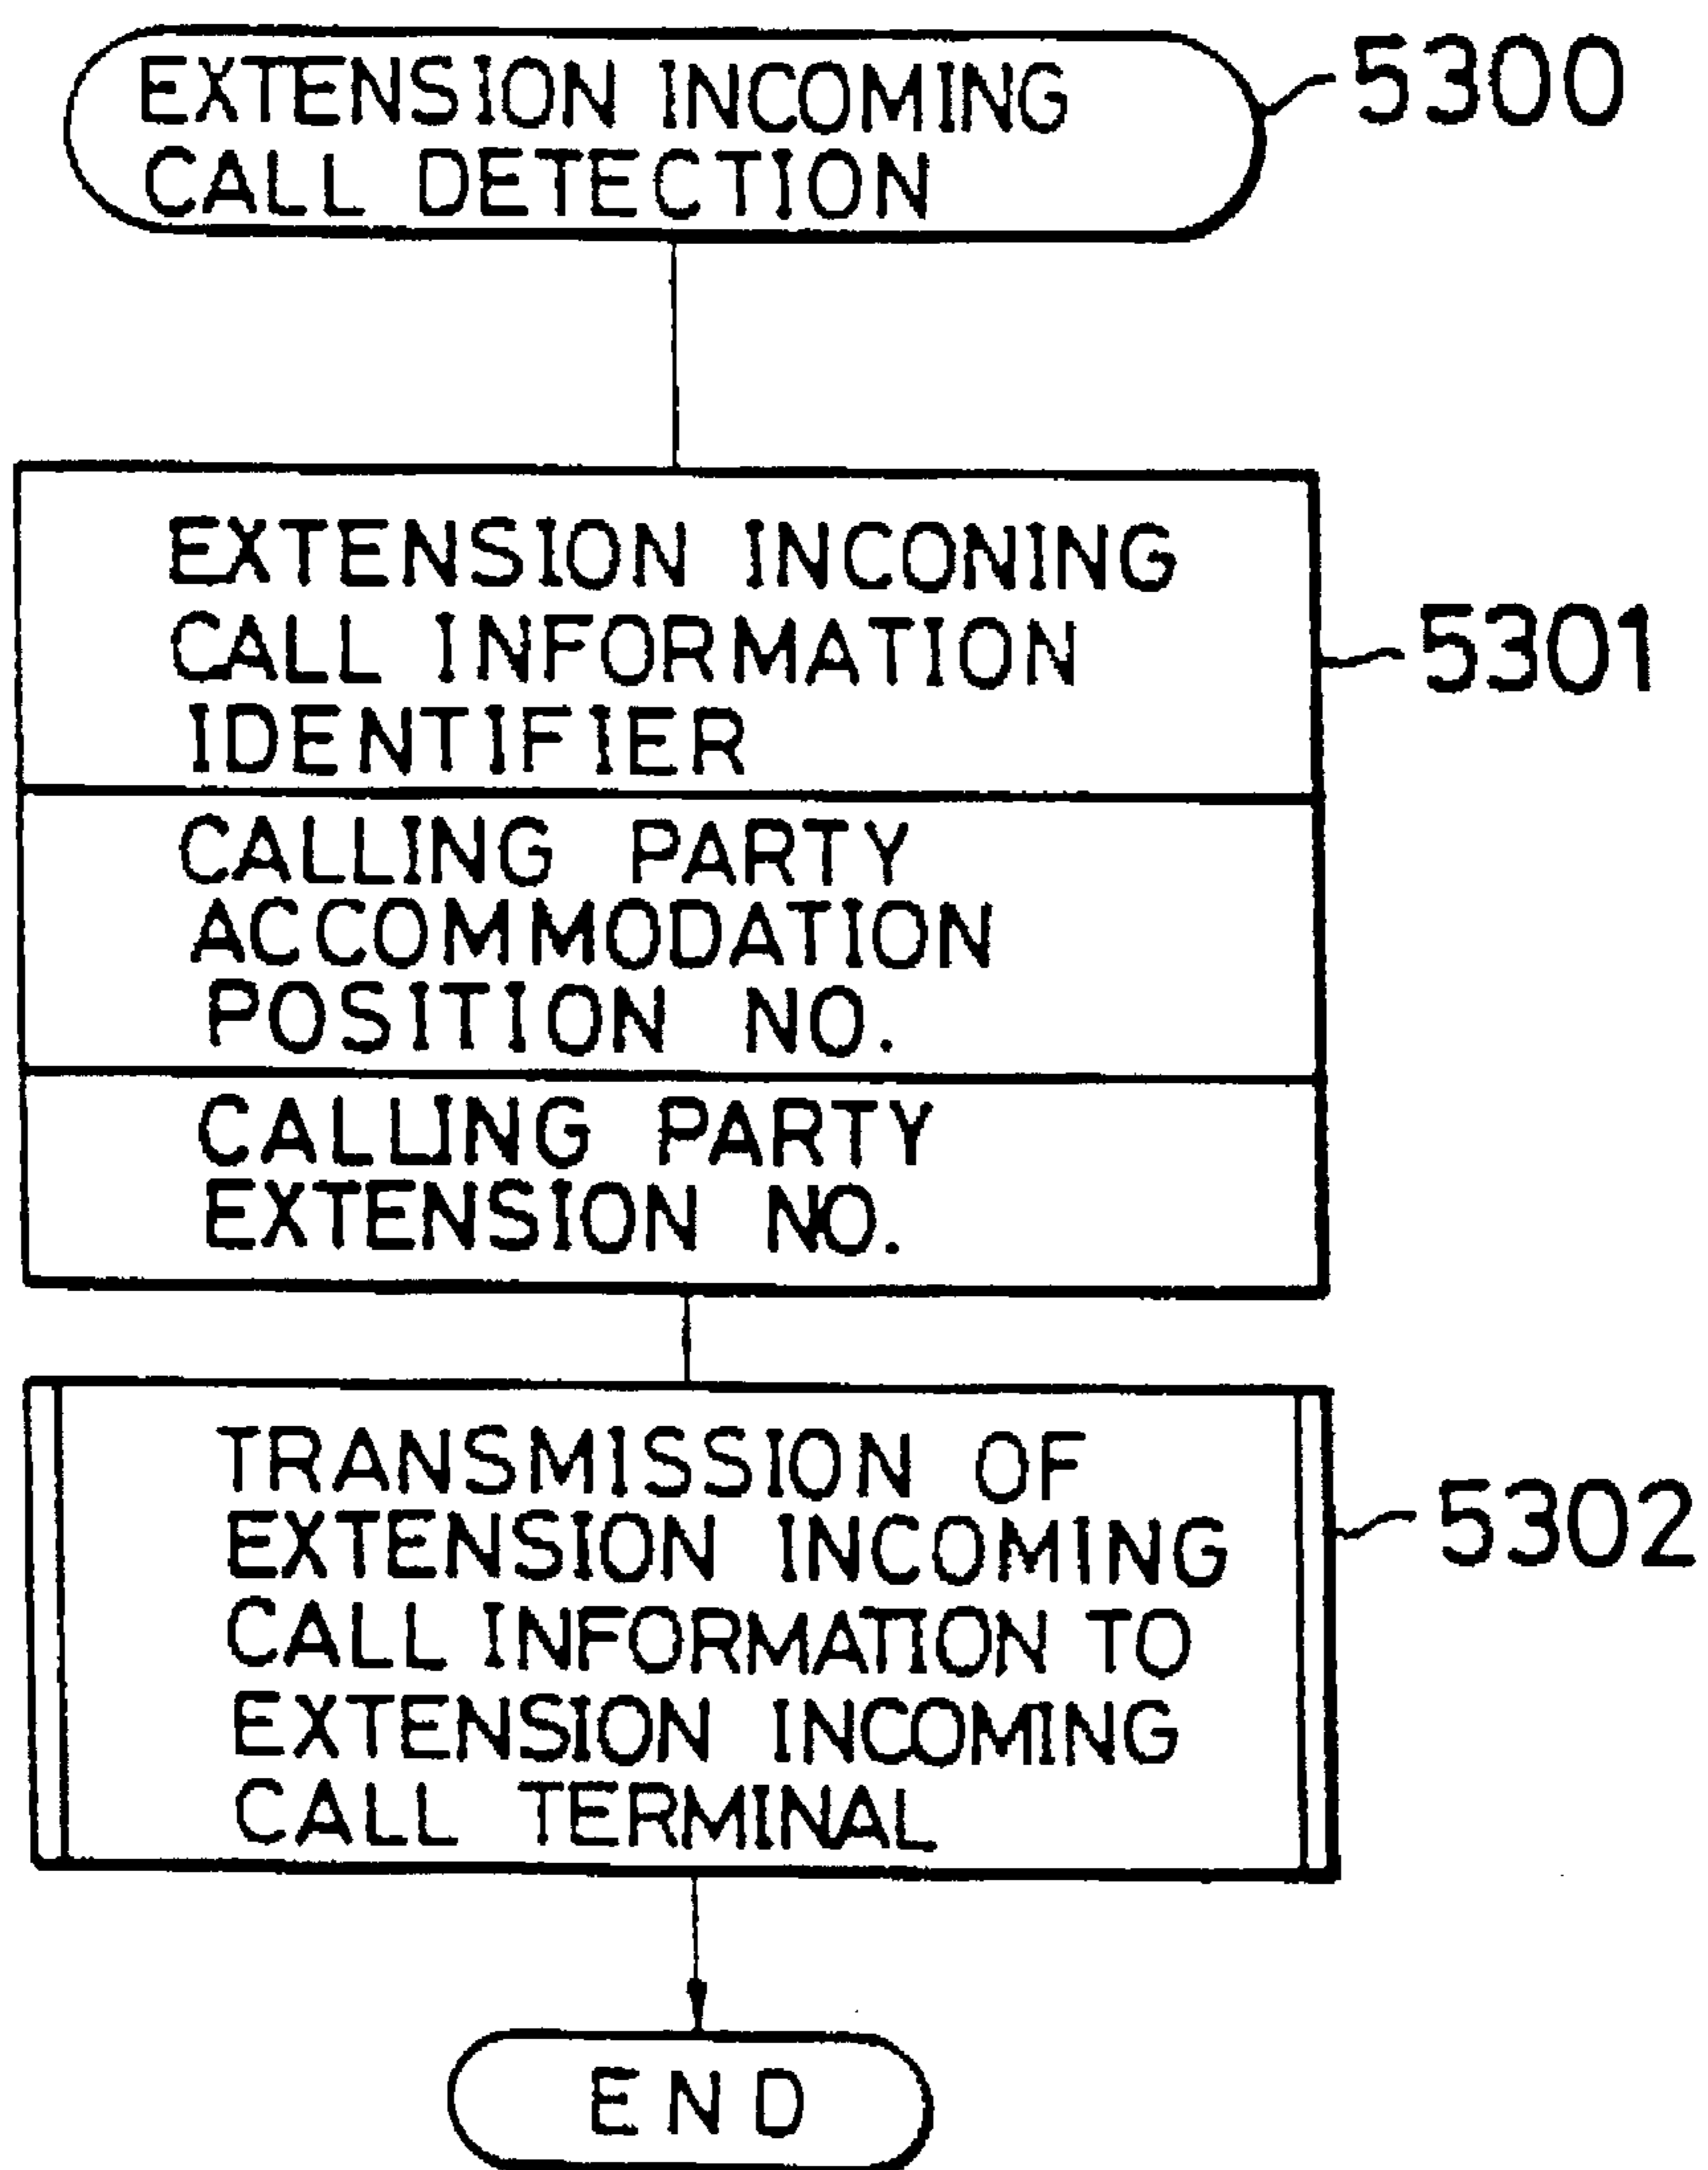 EXTENSION INCOMING
CALL DETECTION
5300
EXTENSION INCONING
CALL INFORMATION
IDENTIFIER
5301
CALLING PARTY
ACCOMMODATION
POSITION NO.
CALLING PARTY
EXTENSION NO.
TRANSMISSION OF
EXTENSION INCOMING
CALL INFORMATION TO
EXTENSION INCOMING
CALL TERMINAL
5302
END